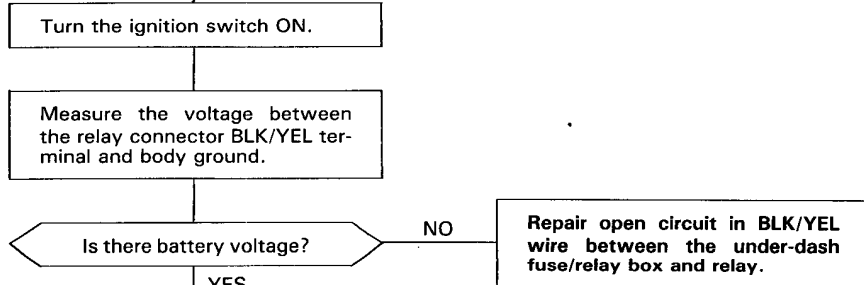 Turn the ignition switch ON.
Measure the voltage between
the relay connector BLK/YEL ter-
minal and body ground.
Is there battery voltage?
NO
Repair open circuit in BLK/YEL
wire between the under-dash
fuse/relay box and relay.
YES